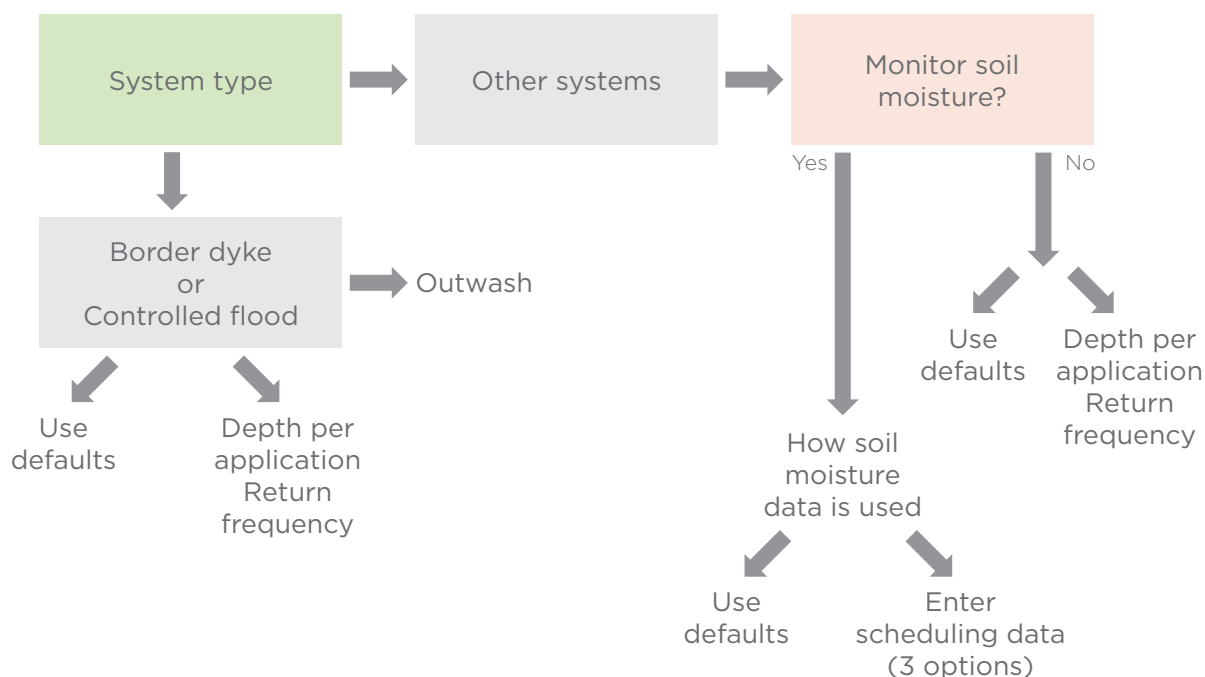 System type
Other systems
Monitor soil
moisture?
Yes
No
Border dyke
or
Controlled flood
Outwash
Use
defaults
Depth per
application
Return
frequency
Use
defaults
Depth per
application
Return
frequency
How soil
moisture
data is used
Use
defaults
Enter
scheduling data
(3 options)